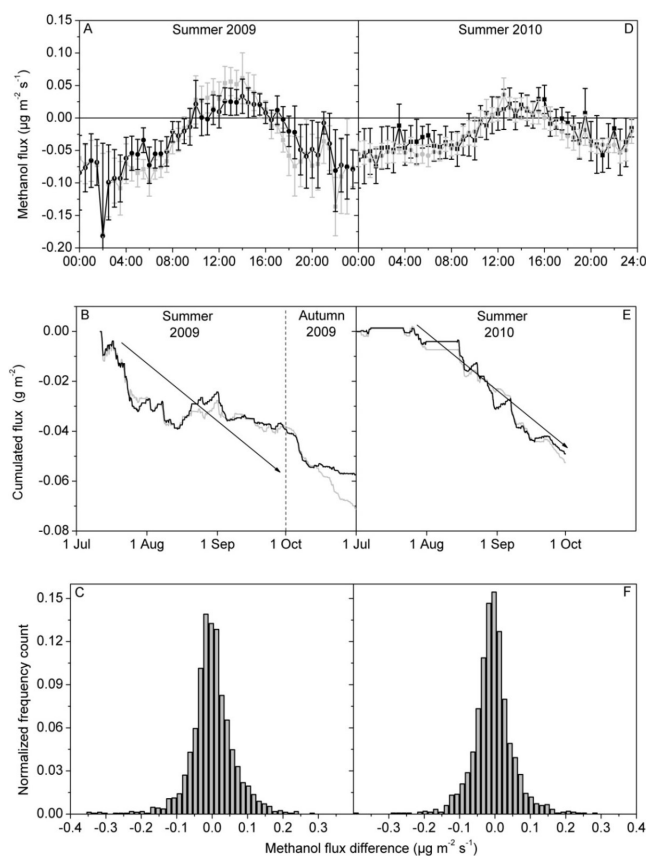 A
Summer 2009
Summer 2010
D
Methanol flux (µg m⁻² s⁻¹)
0.10
0.05
0.00
-0.05
-0.10
-0.15
-0.20
00:00 04:00 08:00 12:00 16:00 20:00 00:00 04:00 08:00 12:00 16:00 20:00 24:00
B
Summer
2009
Autumn
2009
Summer
2010
E
Cumulated flux (g m⁻²)
0.00
-0.02
-0.04
-0.06
-0.08
1 Jul 1 Aug 1 Sep 1 Oct 1 Jul 1 Aug 1 Sep 1 Oct
C
F
Normalized frequency count
0.15
0.12
0.09
0.06
0.03
0.00
-0.4 -0.3 -0.2 -0.1 0.0 0.1 0.2 0.3 -0.4 -0.3 -0.2 -0.1 0.0 0.1 0.2 0.3 0.4
Methanol flux difference (µg m⁻² s⁻¹)